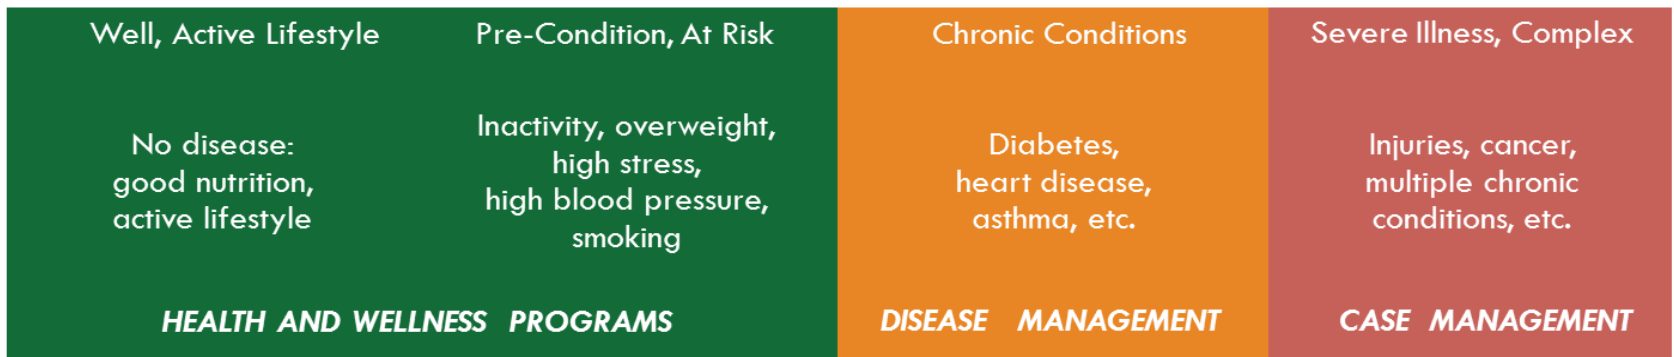 Well, Active Lifestyle
No disease:
good nutrition,
active lifestyle
Pre-Condition, At Risk
Inactivity, overweight,
high stress,
high blood pressure,
smoking
HEALTH AND WELLNESS PROGRAMS
Chronic Conditions
Diabetes,
heart disease,
asthma, etc.
DISEASE MANAGEMENT
Severe Illness, Complex
Injuries, cancer,
multiple chronic
conditions, etc.
CASE MANAGEMENT